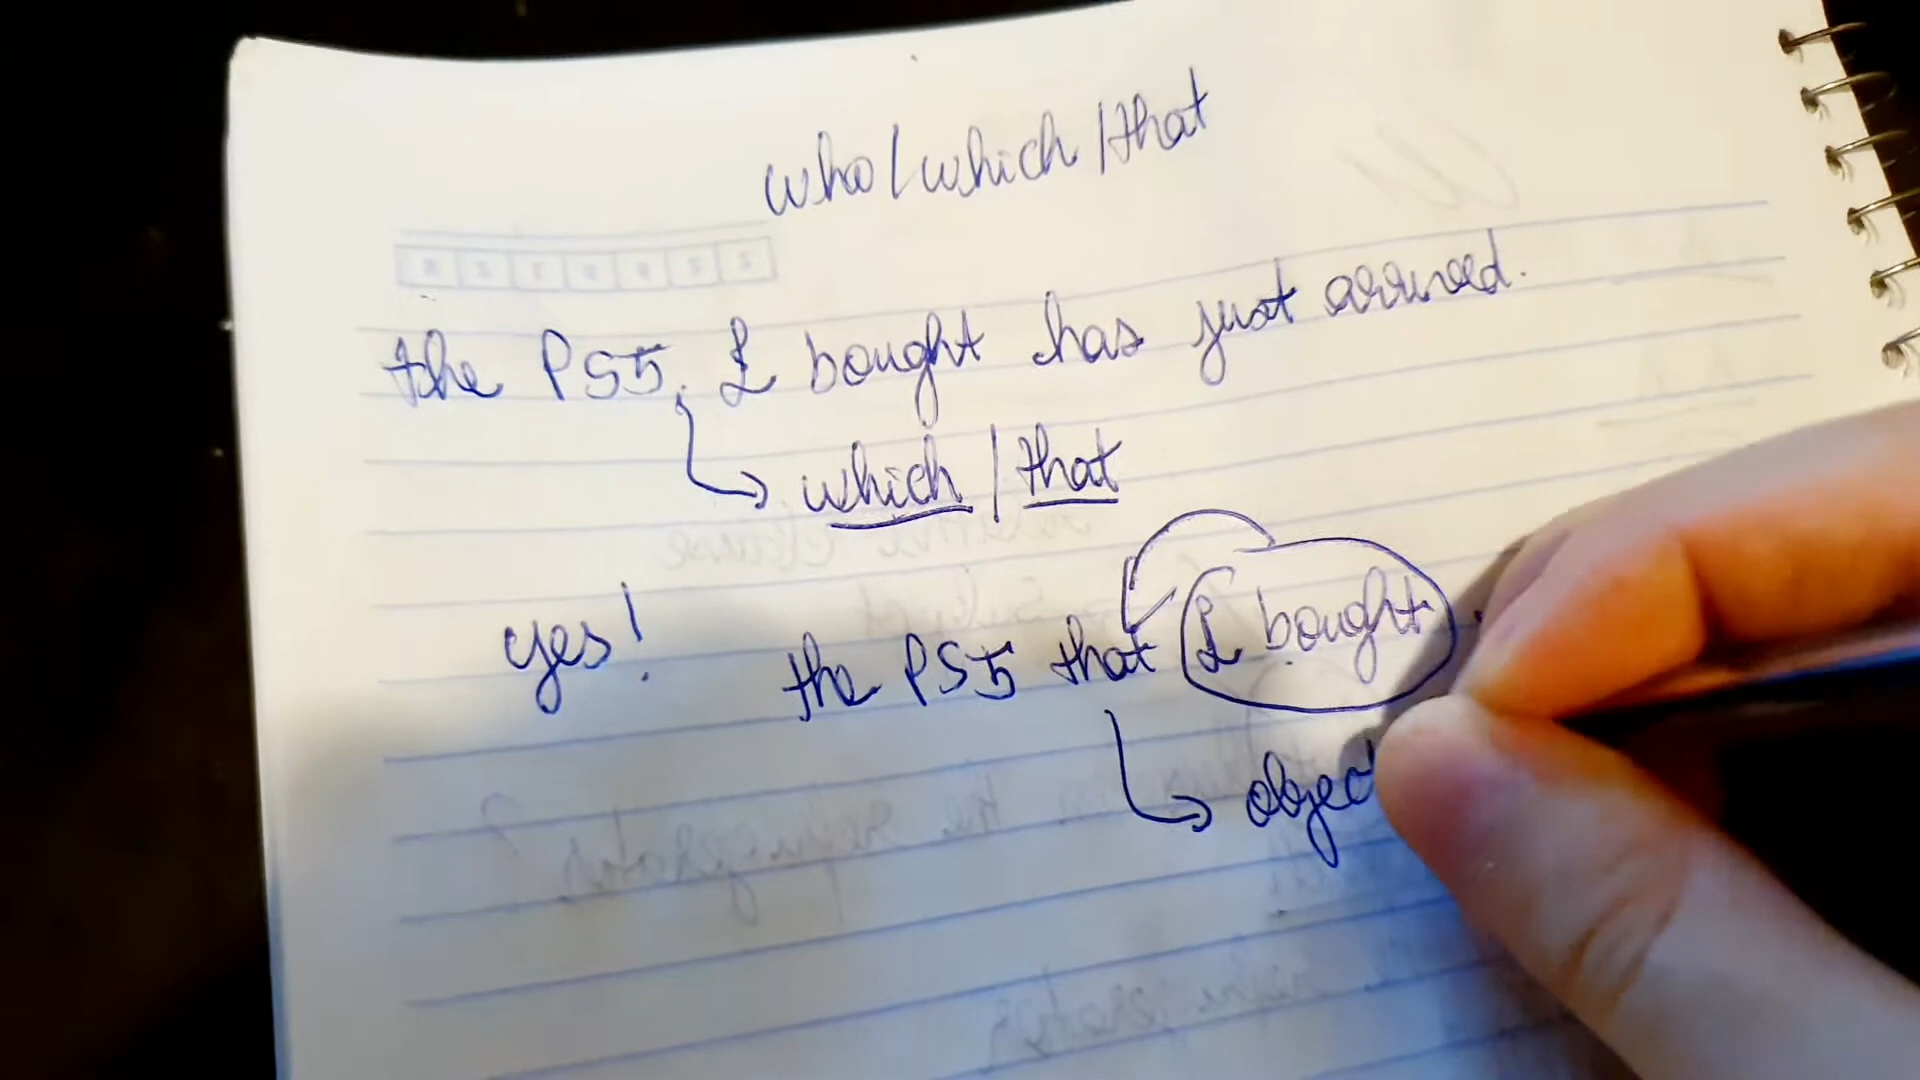 who/which/that
the PS5. I bought has just arrived.
which/that
yes! the PS5 that I bought.
objec